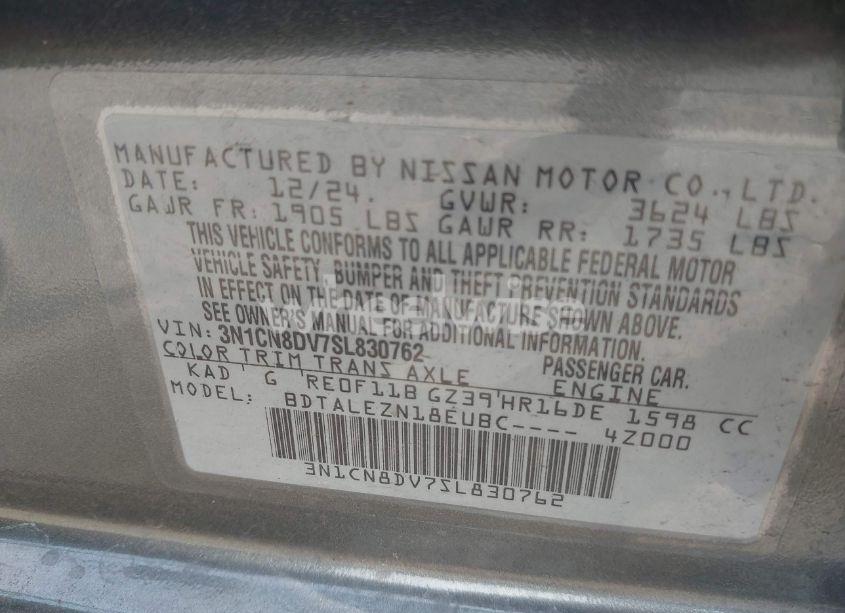 MANUFACTURED BY NISSAN MOTOR CO.,LTD.
DATE: 12/24. GVWR: 3624 LBS
GAWR FR: 1905 LBS GAWR RR: 1735 LBS
THIS VEHICLE CONFORMS TO ALL APPLICABLE FEDERAL MOTOR
VEHICLE SAFETY, BUMPER AND THEFT PREVENTION STANDARDS
IN EFFECT ON THE DATE OF MANUFACTURE SHOWN ABOVE.
SEE OWNER'S MANUAL FOR ADDITIONAL INFORMATION.
VIN: 3N1CN8DV7SL830762 PASSENGER CAR.
COLOR TRIM TRANS AXLE ENGINE
KAD G RE0F11B GZ39 HR16DE 1598 CC
MODEL: BDTALEZN18EUBC---- 4Z000
3N1CN8DV7SL830762